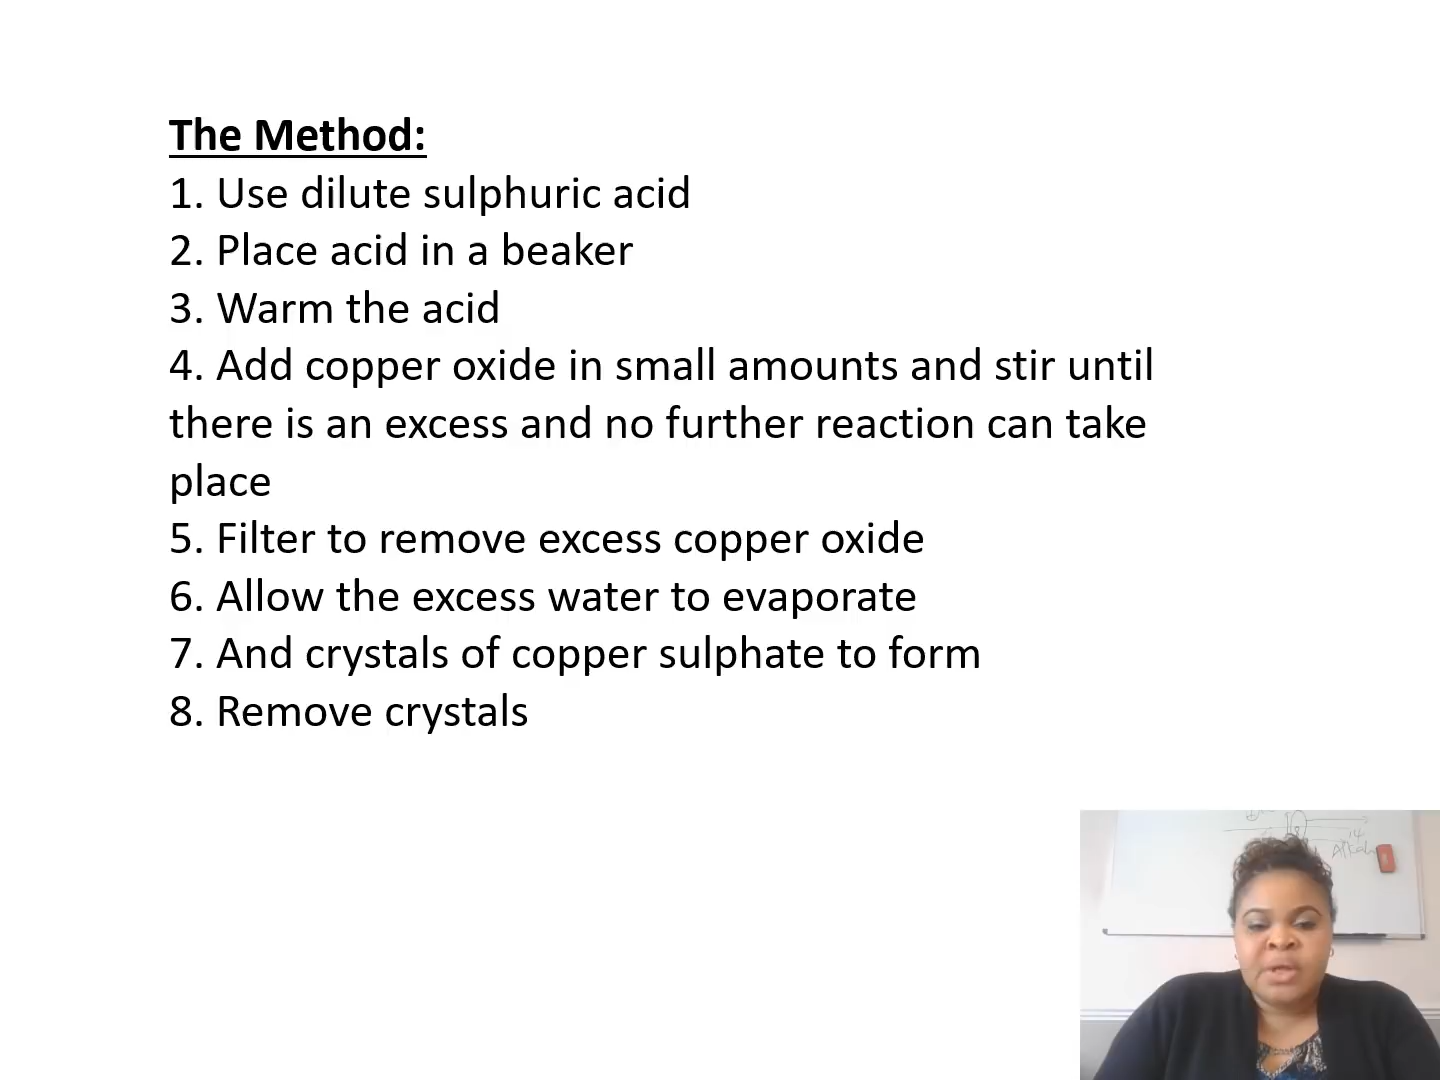 The Method:
1. Use dilute sulphuric acid
2. Place acid in a beaker
3. Warm the acid
4. Add copper oxide in small amounts and stir until
there is an excess and no further reaction can take
place
5. Filter to remove excess copper oxide
6. Allow the excess water to evaporate
7. And crystals of copper sulphate to form
8. Remove crystals
14